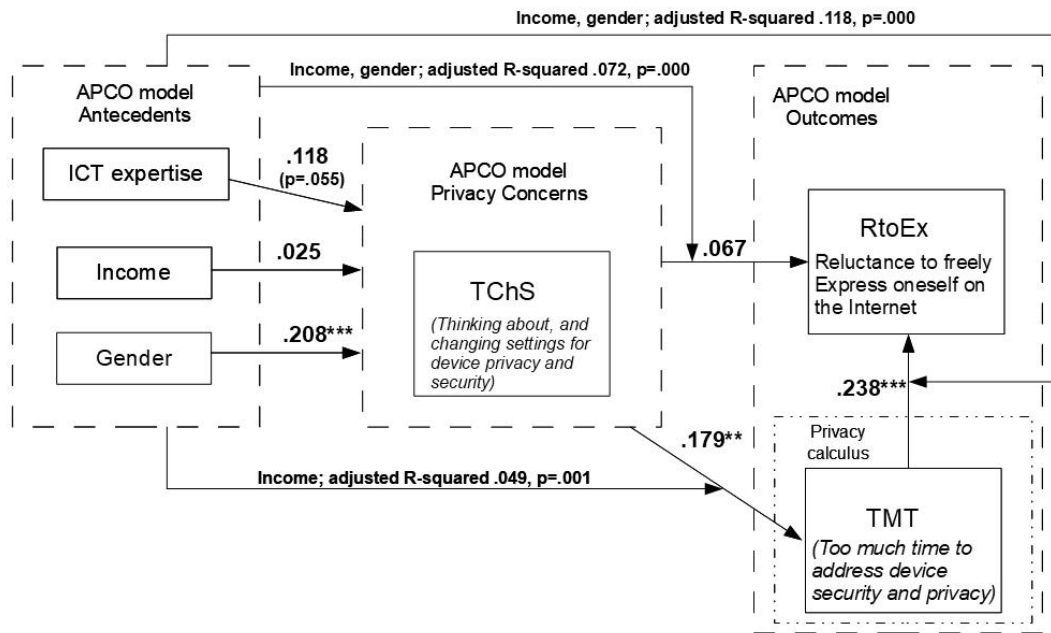 Income, gender; adjusted R-squared .118, p=.000
Income, gender; adjusted R-squared .072, p=.000
APCO model
Antecedents
ICT expertise
Income
Gender
.118
(p=.055)
.025
.208***
APCO model
Privacy Concerns
TChS
(Thinking about, and
changing settings for
device privacy and
security)
.067
.179**
Income; adjusted R-squared .049, p=.001
APCO model
Outcomes
RtoEx
Reluctance to freely
Express oneself on
the Internet
.238***
Privacy
calculus
TMT
(Too much time to
address device
security and privacy)